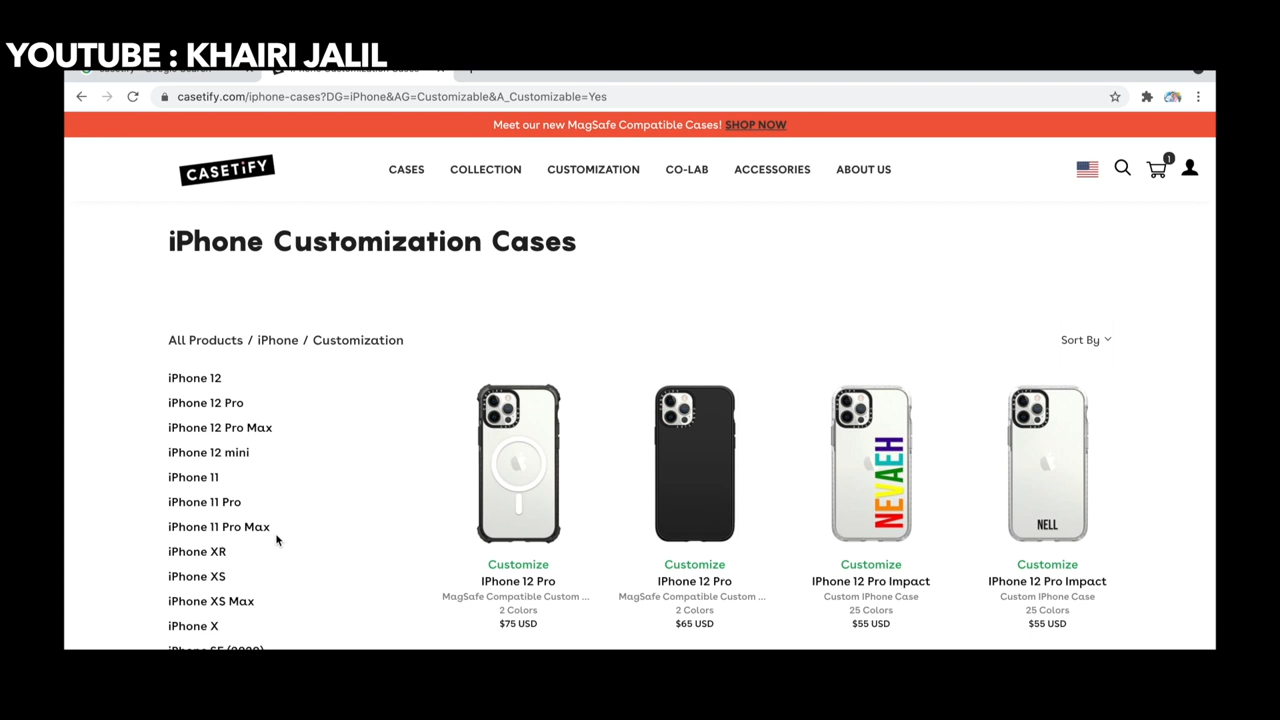 YOUTUBE : KHAIRI JALIL
casetify.com/iphone-cases?DG=iPhone&AG=Customizable&A_Customizable=Yes
Meet our new MagSafe Compatible Cases! SHOP NOW
CASETiFY
CASES COLLECTION CUSTOMIZATION CO-LAB ACCESSORIES ABOUT US
1
iPhone Customization Cases
All Products / iPhone / Customization
Sort By
iPhone 12
iPhone 12 Pro
iPhone 12 Pro Max
iPhone 12 mini
iPhone 11
iPhone 11 Pro
iPhone 11 Pro Max
iPhone XR
iPhone XS
iPhone XS Max
iPhone X
NEVAEH
NELL
Customize Customize Customize Customize
IPhone 12 Pro IPhone 12 Pro IPhone 12 Pro Impact IPhone 12 Pro Impact
MagSafe Compatible Custom ... MagSafe Compatible Custom ... Custom IPhone Case Custom IPhone Case
2 Colors 2 Colors 25 Colors 25 Colors
$75 USD $65 USD $55 USD $55 USD